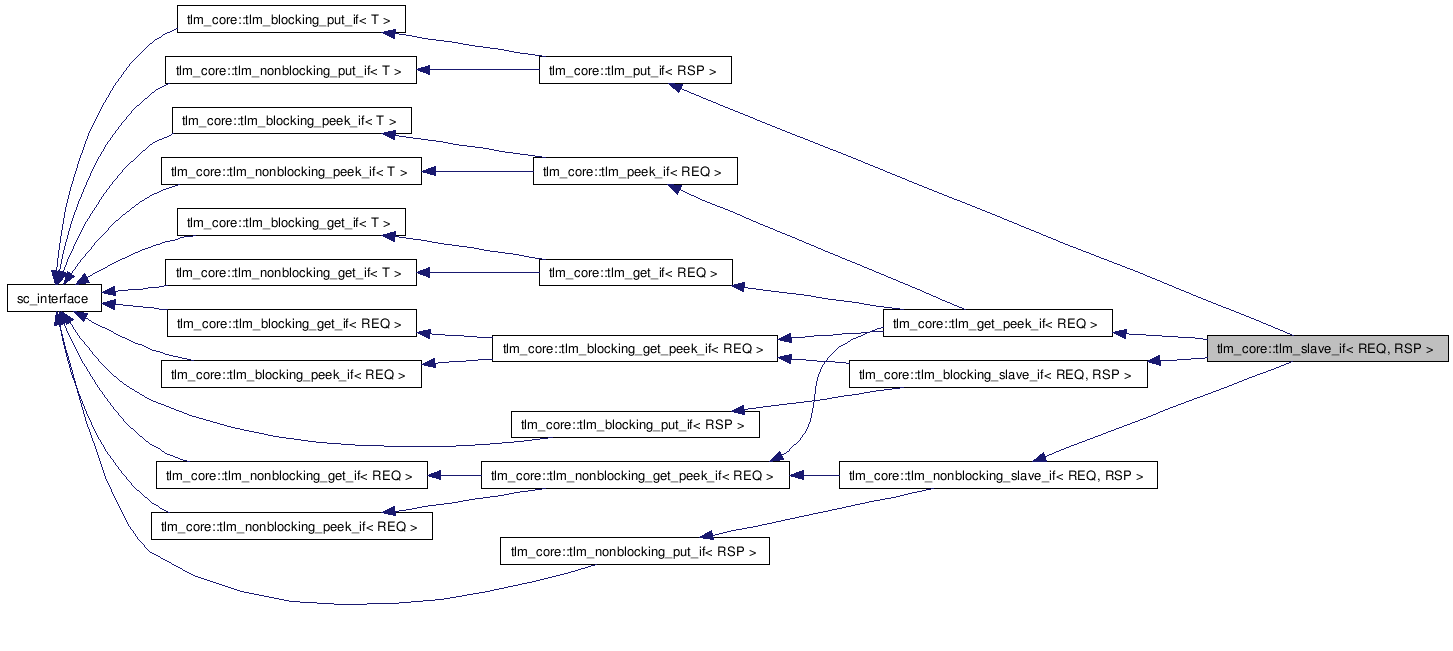 tlm_core::tlm_blocking_put_if< T >
tlm_core::tlm_nonblocking_put_if< T >
tlm_core::tlm_put_if< RSP >
tlm_core::tlm_blocking_peek_if< T >
tlm_core::tlm_nonblocking_peek_if< T >
tlm_core::tlm_peek_if< REQ >
tlm_core::tlm_blocking_get_if< T >
tlm_core::tlm_nonblocking_get_if< T >
tlm_core::tlm_get_if< REQ >
sc_interface
tlm_core::tlm_blocking_get_if< REQ >
tlm_core::tlm_get_peek_if< REQ >
tlm_core::tlm_blocking_get_peek_if< REQ >
tlm_core::tlm_slave_if< REQ, RSP >
tlm_core::tlm_blocking_peek_if< REQ >
tlm_core::tlm_blocking_slave_if< REQ, RSP >
tlm_core::tlm_blocking_put_if< RSP >
tlm_core::tlm_nonblocking_get_if< REQ >
tlm_core::tlm_nonblocking_get_peek_if< REQ >
tlm_core::tlm_nonblocking_slave_if< REQ, RSP >
tlm_core::tlm_nonblocking_peek_if< REQ >
tlm_core::tlm_nonblocking_put_if< RSP >